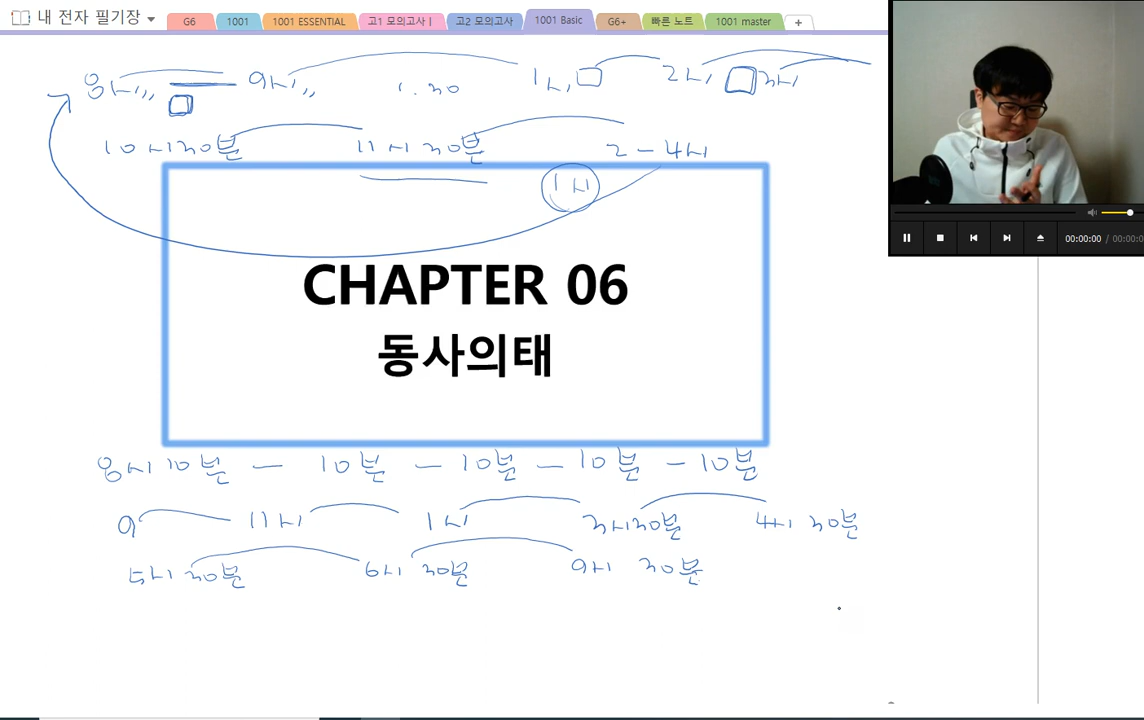 내 전자 필기장
G6 1001 1001 ESSENTIAL 고1 모의고사 I 고2 모의고사 1001 Basic G6+ 빠른 노트 1001 master +
9시,, 1.30 1시, 2시, 3시
10시30분 11시30분 2-4시
1시
CHAPTER 06
동사의태
8시10분 - 10분 - 10분 - 10분 - 10분
9 11시 1시 3시30분 4시 30분
5시 30분 6시 30분 9시 30분
00:00:00 / 00:00:0